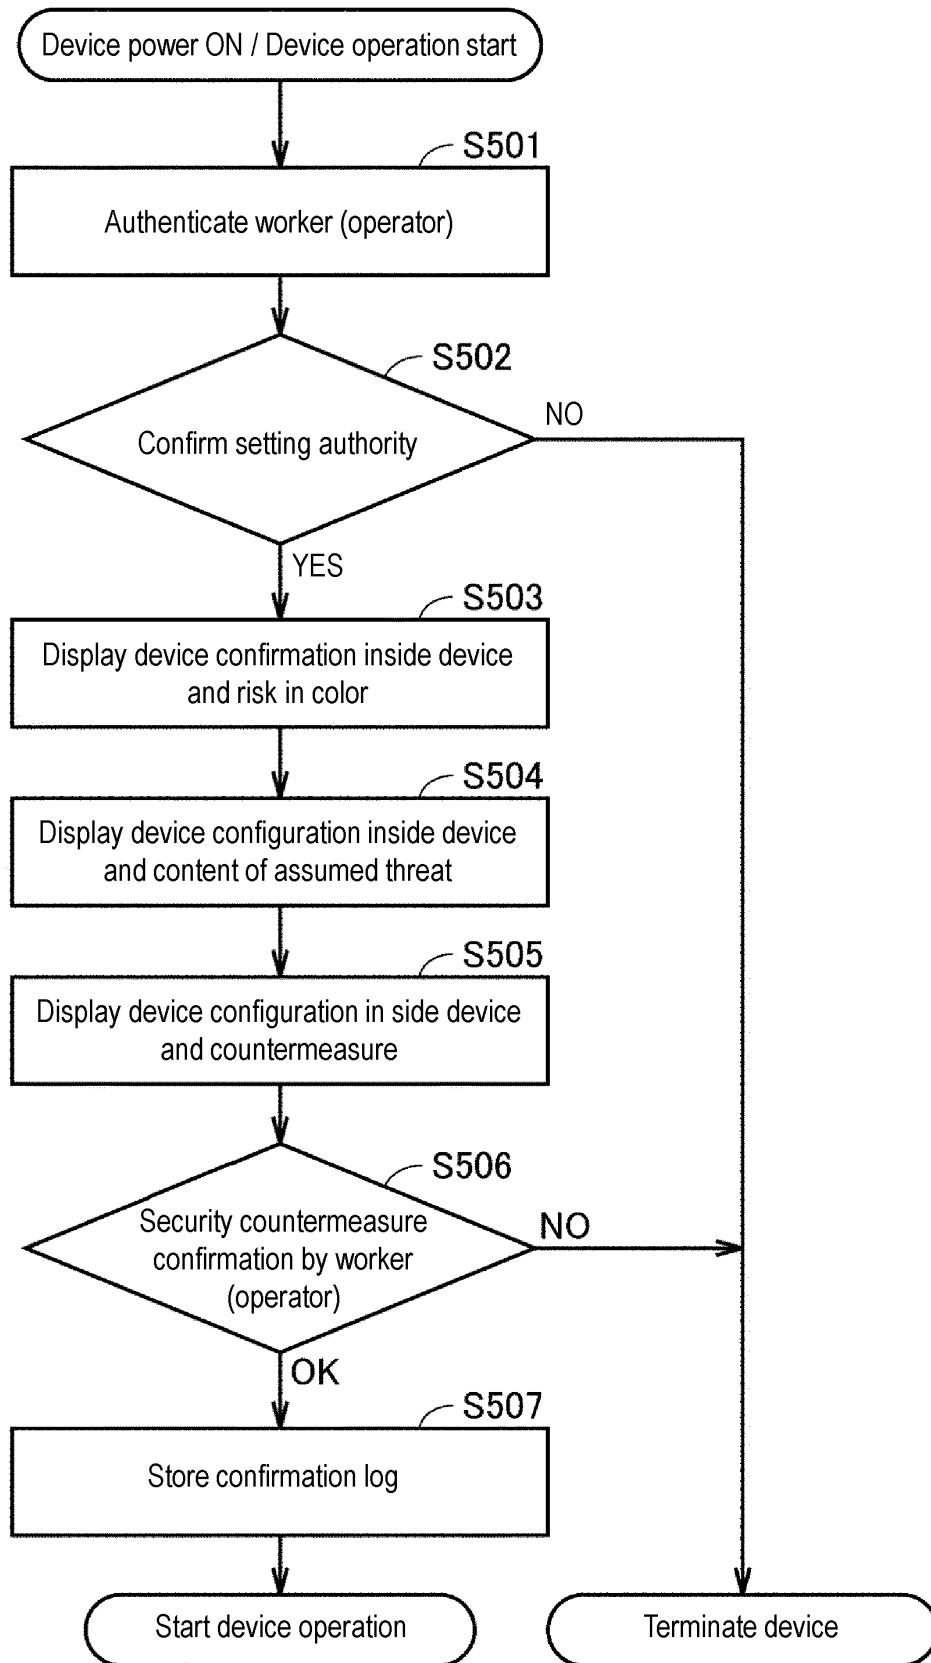 Device power ON / Device operation start
S501
Authenticate worker (operator)
S502
Confirm setting authority
NO
YES
S503
Display device confirmation inside device
and risk in color
S504
Display device configuration inside device
and content of assumed threat
S505
Display device configuration in side device
and countermeasure
S506
Security countermeasure
confirmation by worker
(operator)
NO
OK
S507
Store confirmation log
Start device operation
Terminate device